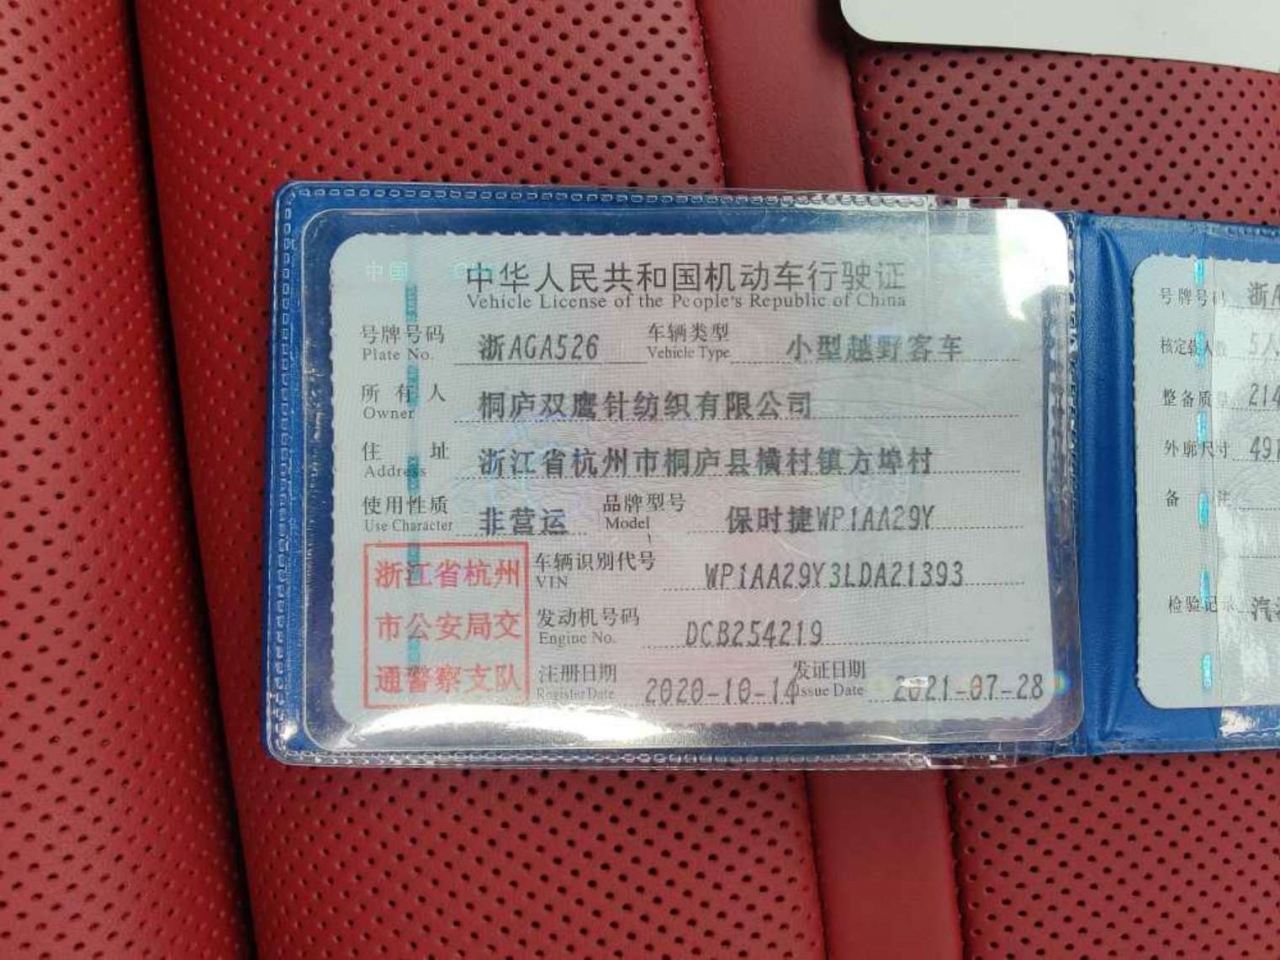 中华人民共和国机动车行驶证
Vehicle License of the People's Republic of China
号牌号码 浙AGA526 车辆类型 小型越野客车
Plate No. Vehicle Type
所有人 桐庐双鹰针纺织有限公司
Owner
住址 浙江省杭州市桐庐县横村镇方埠村
Address
使用性质 非营运 品牌型号 保时捷WP1AA29Y
Use Character Model
浙江省杭州
市公安局交
通警察支队
车辆识别代号 WP1AA29Y3LDA21393
VIN
发动机号码 DCB254219
Engine No.
注册日期 2020-10-14 发证日期 2021-07-28
Register Date Issue Date
中国
号牌号码 浙A
核定载人数 5人
整备质量 214
外廓尺寸 491
备注
检验记录 汽